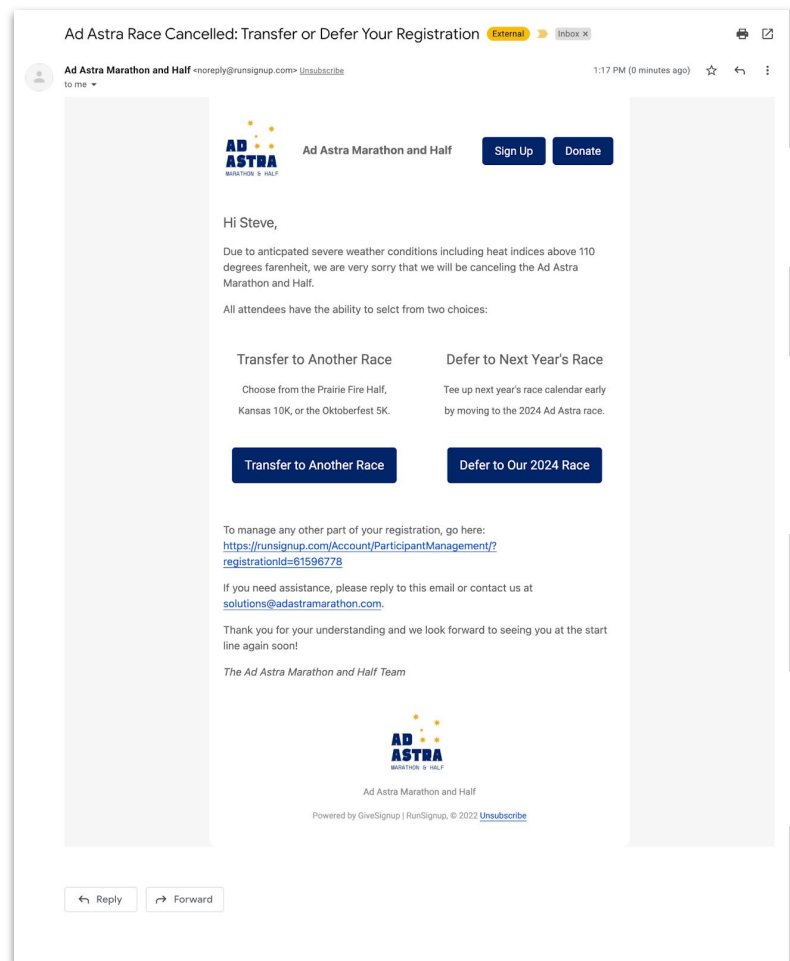 Ad Astra Race Cancelled: Transfer or Defer Your Registration External Inbox ×
Ad Astra Marathon and Half <noreply@runsignup.com> Unsubscribe 1:17 PM (0 minutes ago)
to me
AD ASTRA
MARATHON & HALF
Ad Astra Marathon and Half
Sign Up
Donate
Hi Steve,
Due to anticpated severe weather conditions including heat indices above 110
degrees farenheit, we are very sorry that we will be canceling the Ad Astra
Marathon and Half.
All attendees have the ability to selct from two choices:
Transfer to Another Race
Choose from the Prairie Fire Half,
Kansas 10K, or the Oktoberfest 5K.
Transfer to Another Race
Defer to Next Year's Race
Tee up next year's race calendar early
by moving to the 2024 Ad Astra race.
Defer to Our 2024 Race
To manage any other part of your registration, go here:
https://runsignup.com/Account/ParticipantManagement/?
registrationId=61596778
If you need assistance, please reply to this email or contact us at
solutions@adastramarathon.com.
Thank you for your understanding and we look forward to seeing you at the start
line again soon!
The Ad Astra Marathon and Half Team
AD
ASTRA
MARATHON & HALF
Ad Astra Marathon and Half
Powered by GiveSignup | RunSignup, © 2022 Unsubscribe
Reply
Forward